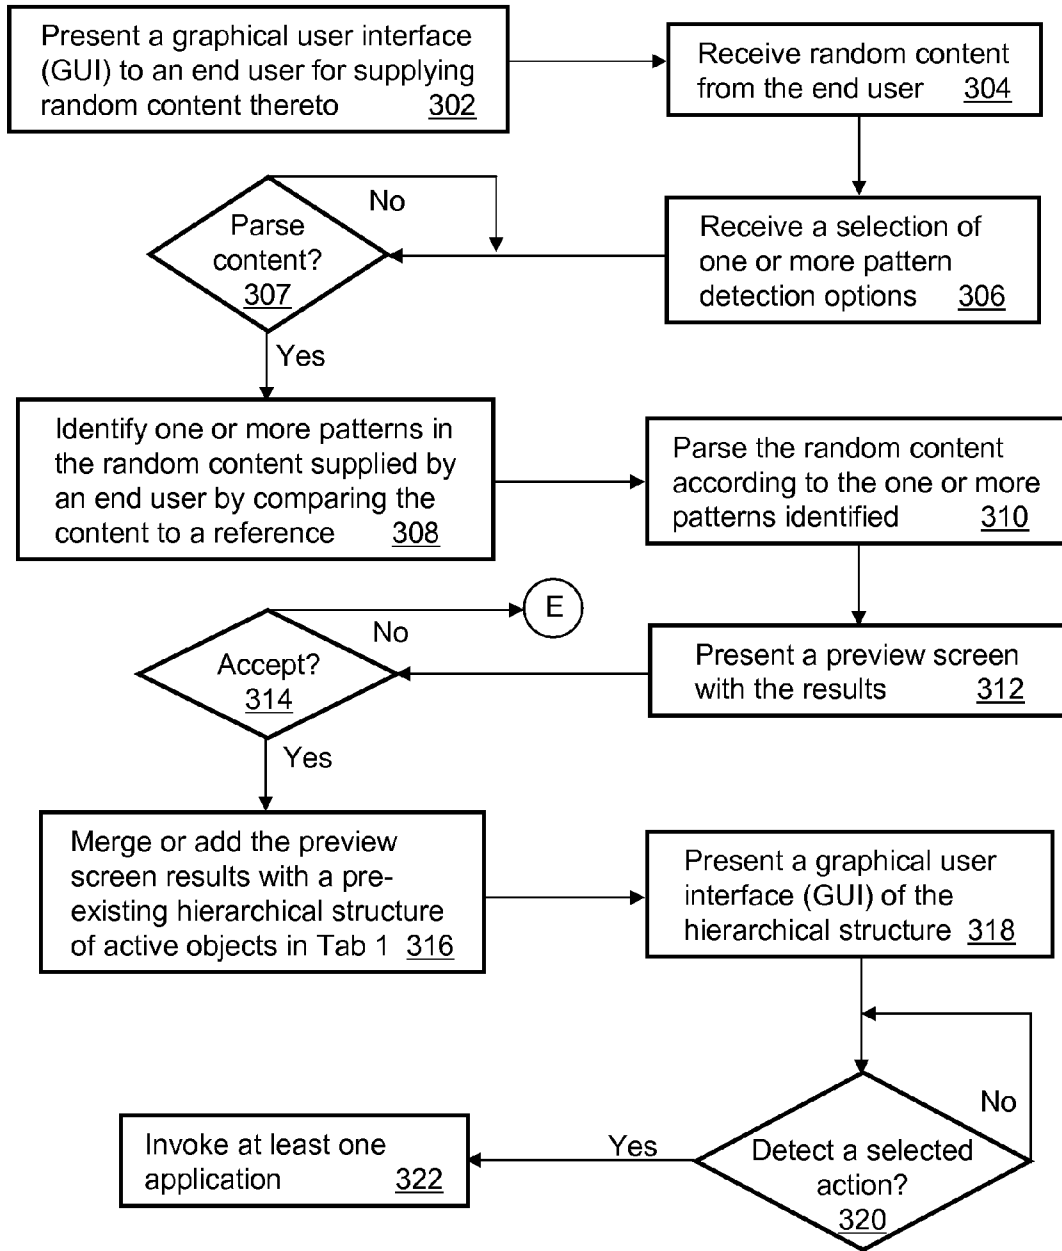 Present a graphical user interface
(GUI) to an end user for supplying
random content thereto 302
Receive random content
from the end user 304
No
Parse
content?
307
Receive a selection of
one or more pattern
detection options 306
Yes
Identify one or more patterns in
the random content supplied by
an end user by comparing the
content to a reference 308
Parse the random content
according to the one or more
patterns identified 310
E
No
Accept?
314
Present a preview screen
with the results 312
Yes
Merge or add the preview
screen results with a pre-
existing hierarchical structure
of active objects in Tab 1 316
Present a graphical user
interface (GUI) of the
hierarchical structure 318
No
Detect a selected
action?
320
Yes
Invoke at least one
application 322